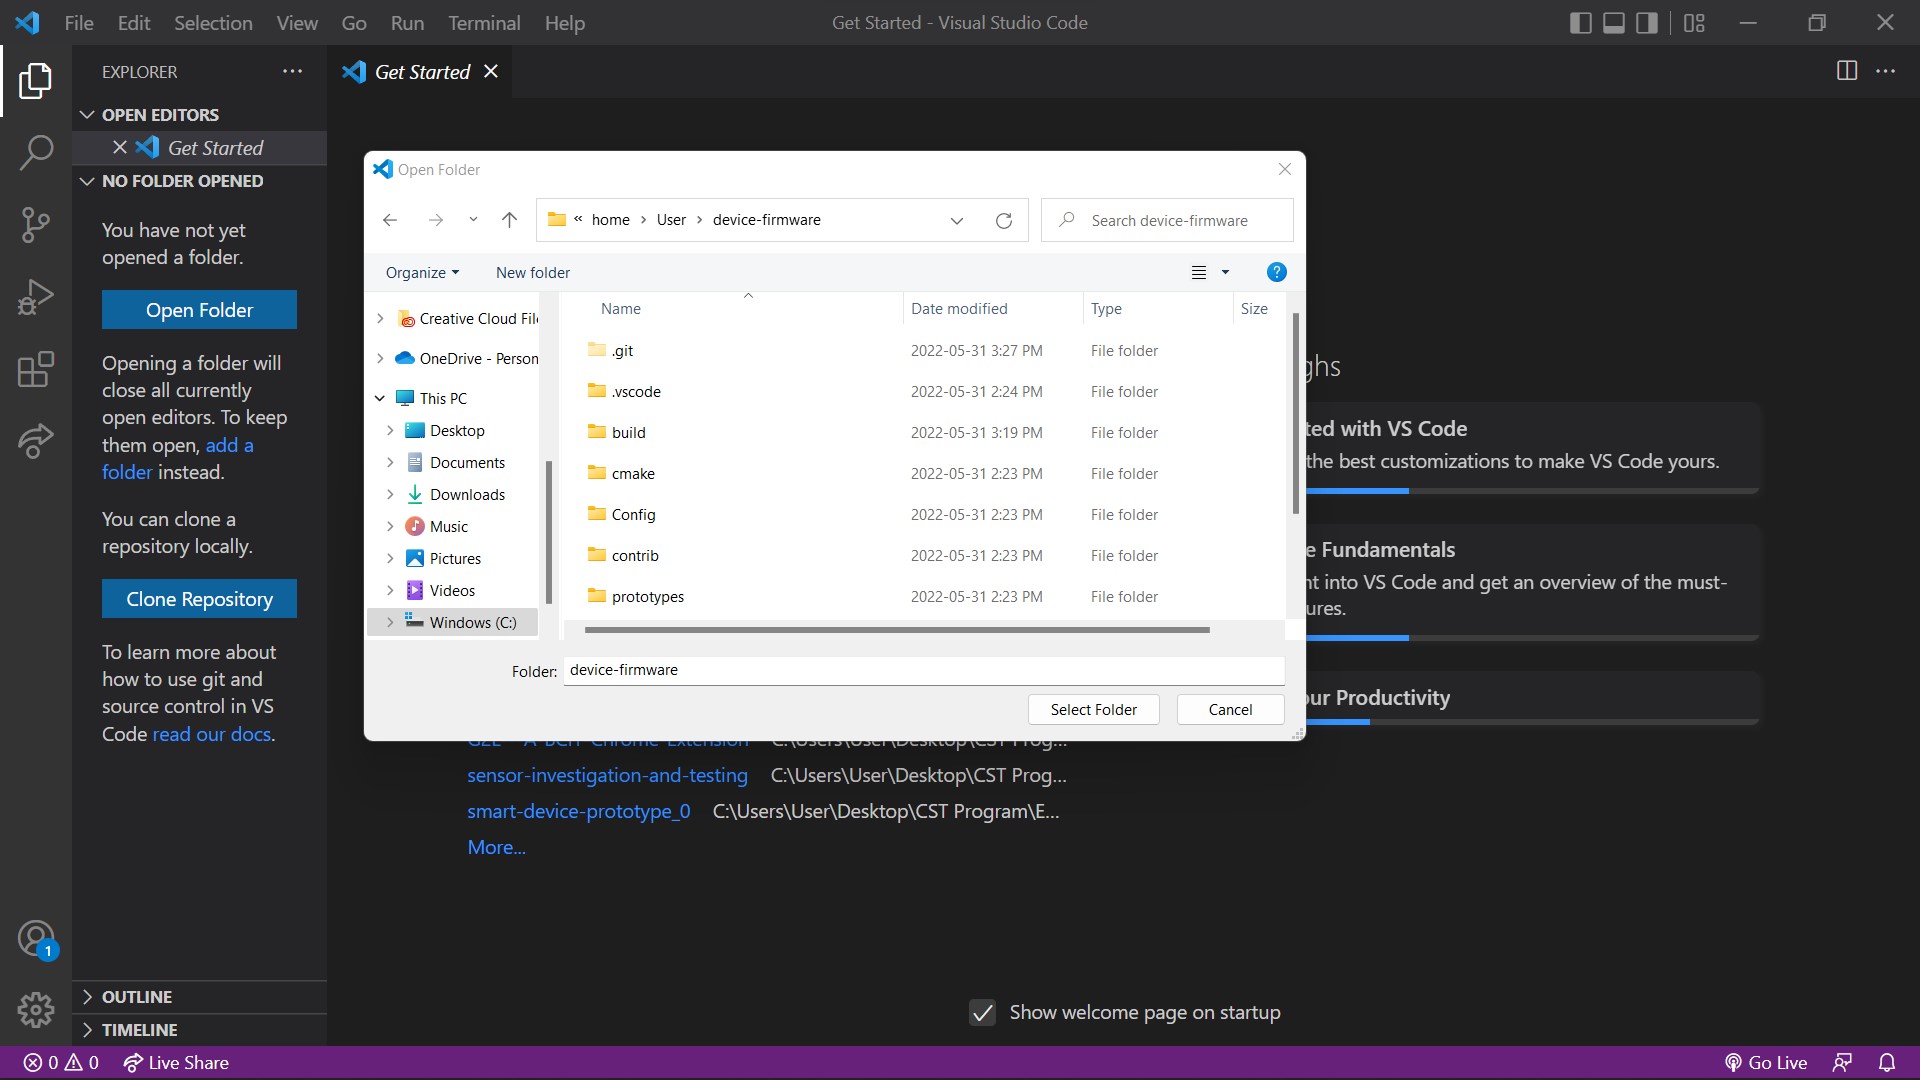 File Edit Selection View Go Run Terminal Help
Get Started - Visual Studio Code
EXPLORER
Get Started
OPEN EDITORS
Get Started
NO FOLDER OPENED
You have not yet
opened a folder.
Open Folder
Opening a folder will
close all currently
open editors. To keep
them open, add a
folder instead.
You can clone a
repository locally.
Clone Repository
To learn more about
how to use git and
source control in VS
Code read our docs.
OUTLINE
TIMELINE
Open Folder
« home > User > device-firmware
Search device-firmware
Organize
New folder
?
Creative Cloud Fil
OneDrive - Person
This PC
Desktop
Documents
Downloads
Music
Pictures
Videos
Windows (C:)
Name Date modified Type Size
.git 2022-05-31 3:27 PM File folder
.vscode 2022-05-31 2:24 PM File folder
build 2022-05-31 3:19 PM File folder
cmake 2022-05-31 2:23 PM File folder
Config 2022-05-31 2:23 PM File folder
contrib 2022-05-31 2:23 PM File folder
prototypes 2022-05-31 2:23 PM File folder
Folder: device-firmware
Select Folder
Cancel
ghs
ted with VS Code
the best customizations to make VS Code yours.
e Fundamentals
nt into VS Code and get an overview of the must-
ures.
our Productivity
A BCIT Chrome Extension C:\Users\User\Desktop\CST Prog...
sensor-investigation-and-testing C:\Users\User\Desktop\CST Prog...
smart-device-prototype_0 C:\Users\User\Desktop\CST Program\E...
More...
Show welcome page on startup
1
0 0 Live Share
Go Live